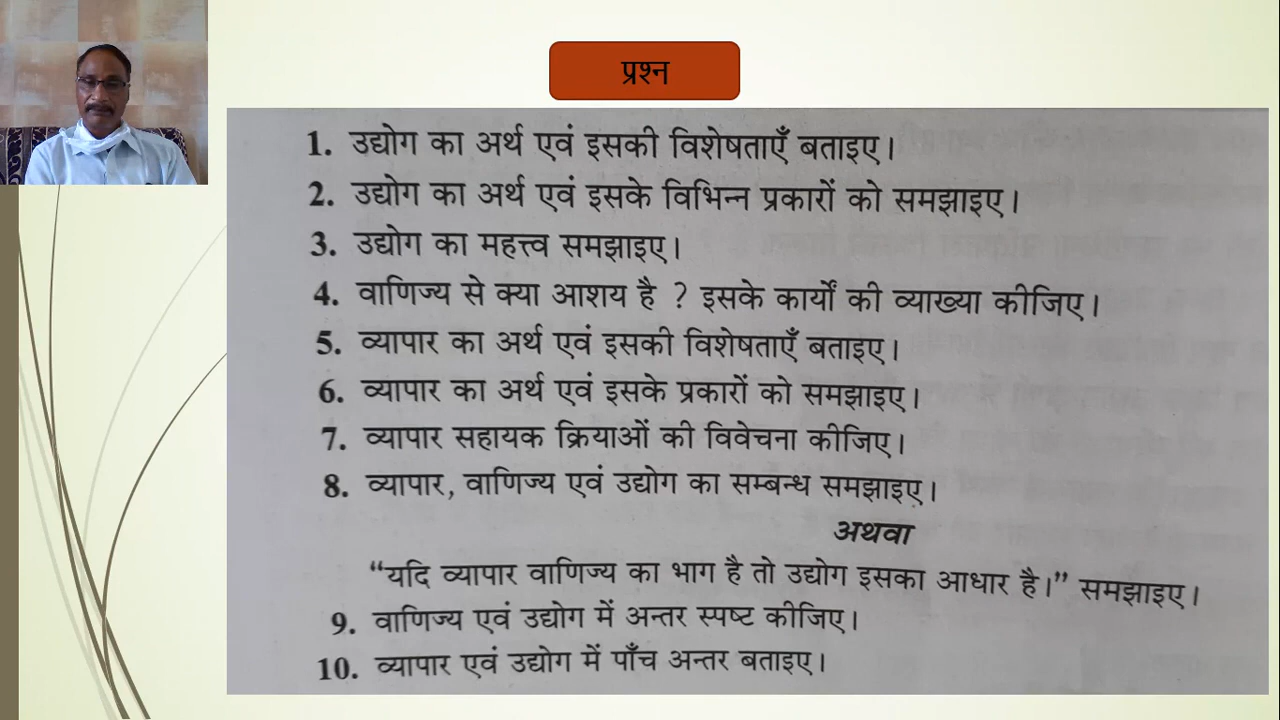 प्रश्न
1. उद्योग का अर्थ एवं इसकी विशेषताएँ बताइए।
2. उद्योग का अर्थ एवं इसके विभिन्न प्रकारों को समझाइए।
3. उद्योग का महत्त्व समझाइए।
4. वाणिज्य से क्या आशय है ? इसके कार्यों की व्याख्या कीजिए।
5. व्यापार का अर्थ एवं इसकी विशेषताएँ बताइए।
6. व्यापार का अर्थ एवं इसके प्रकारों को समझाइए।
7. व्यापार सहायक क्रियाओं की विवेचना कीजिए।
8. व्यापार, वाणिज्य एवं उद्योग का सम्बन्ध समझाइए।
अथवा
“यदि व्यापार वाणिज्य का भाग है तो उद्योग इसका आधार है।” समझाइए।
9. वाणिज्य एवं उद्योग में अन्तर स्पष्ट कीजिए।
10. व्यापार एवं उद्योग में पाँच अन्तर बताइए।